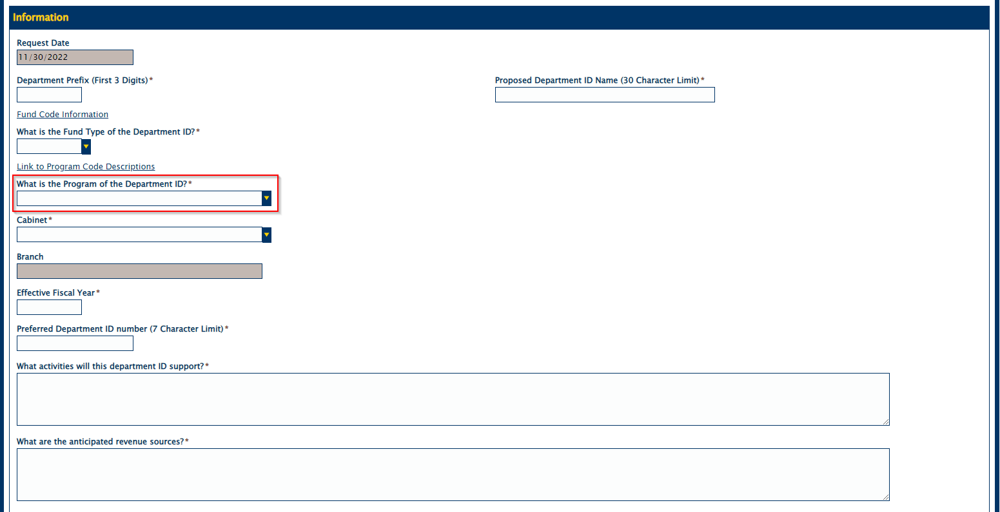 Information
Request Date
11/30/2022
Department Prefix (First 3 Digits)*
Proposed Department ID Name (30 Character Limit)*
Fund Code Information
What is the Fund Type of the Department ID?*
Link to Program Code Descriptions
What is the Program of the Department ID?*
Cabinet*
Branch
Effective Fiscal Year*
Preferred Department ID number (7 Character Limit)*
What activities will this department ID support?*
What are the anticipated revenue sources?*